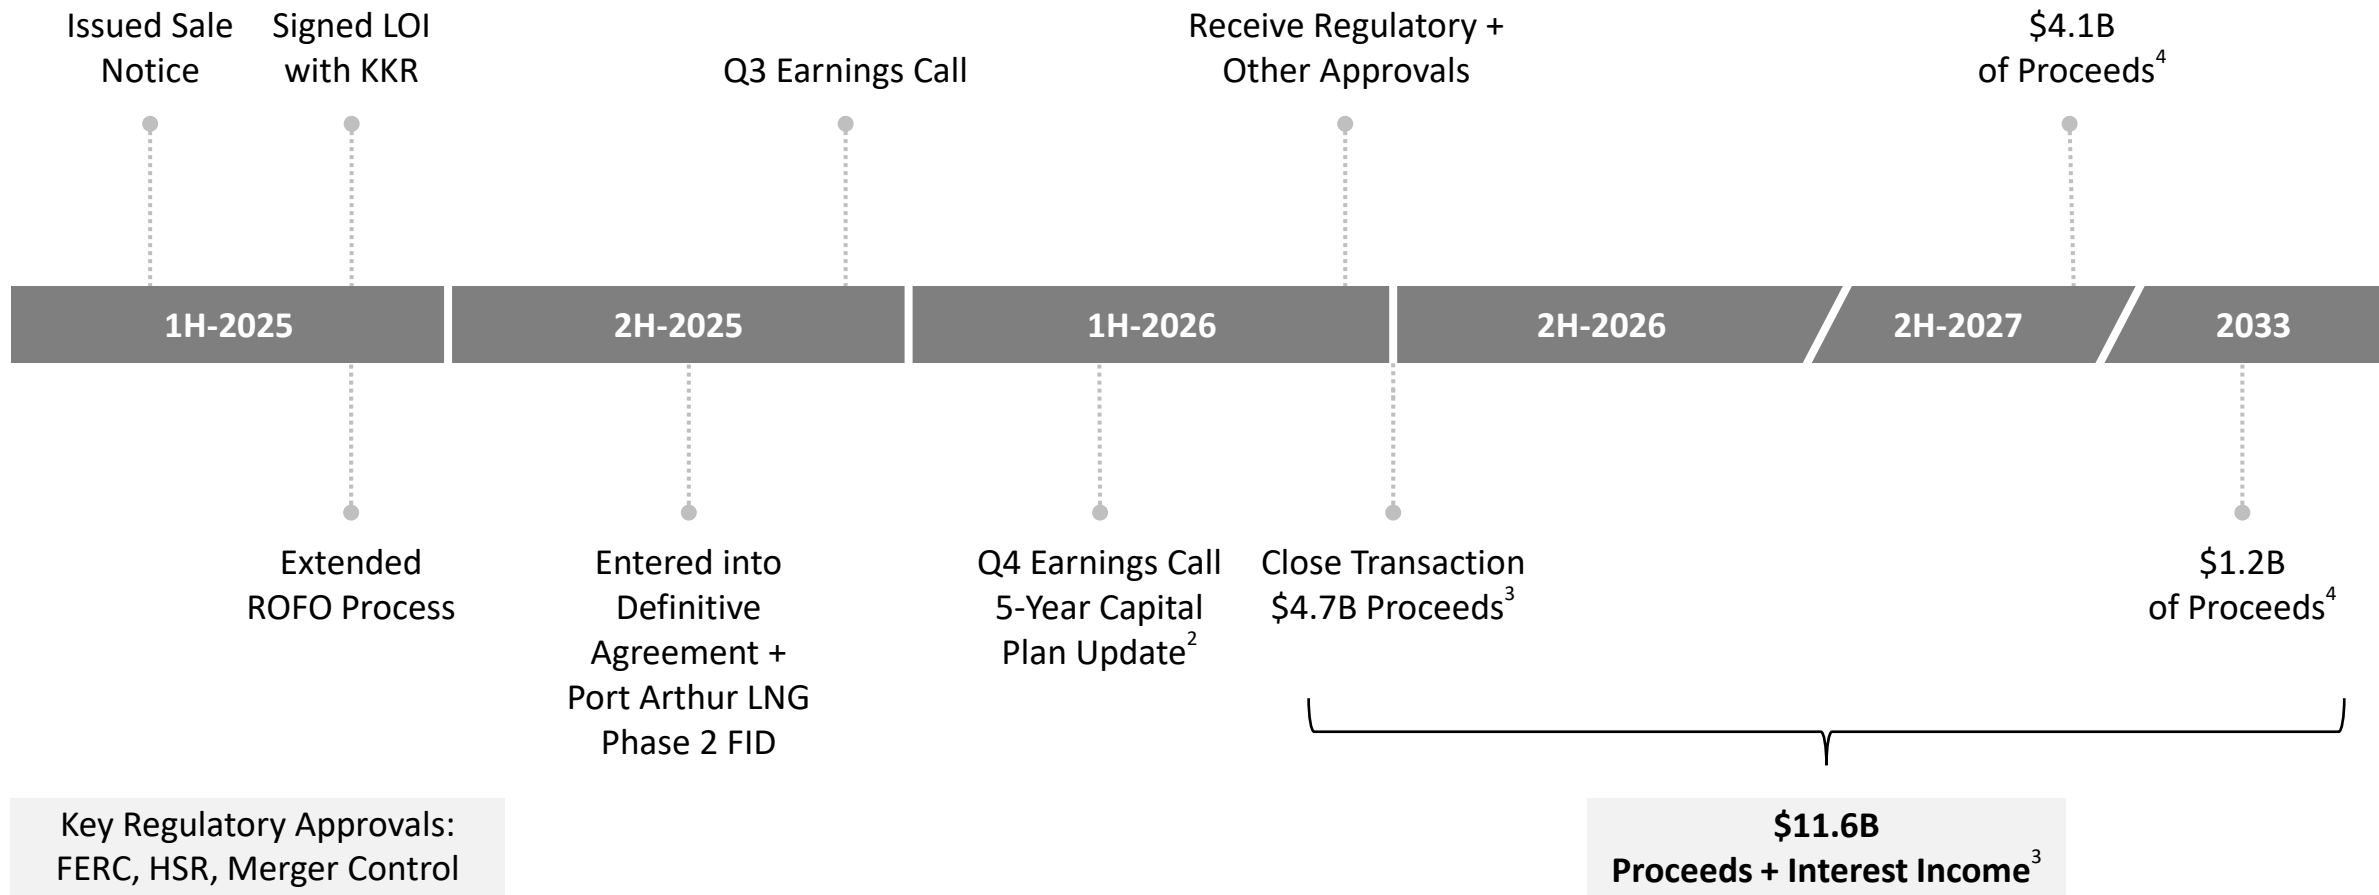 Issued Sale
Notice
Signed LOI
with KKR
Q3 Earnings Call
Receive Regulatory +
Other Approvals
$4.1B
of Proceeds4
1H-2025
2H-2025
1H-2026
2H-2026
2H-2027
2033
Extended
ROFO Process
Entered into
Definitive
Agreement +
Port Arthur LNG
Phase 2 FID
Q4 Earnings Call
5-Year Capital
Plan Update2
Close Transaction
$4.7B Proceeds3
$1.2B
of Proceeds4
Key Regulatory Approvals:
FERC, HSR, Merger Control
$11.6B
Proceeds + Interest Income3